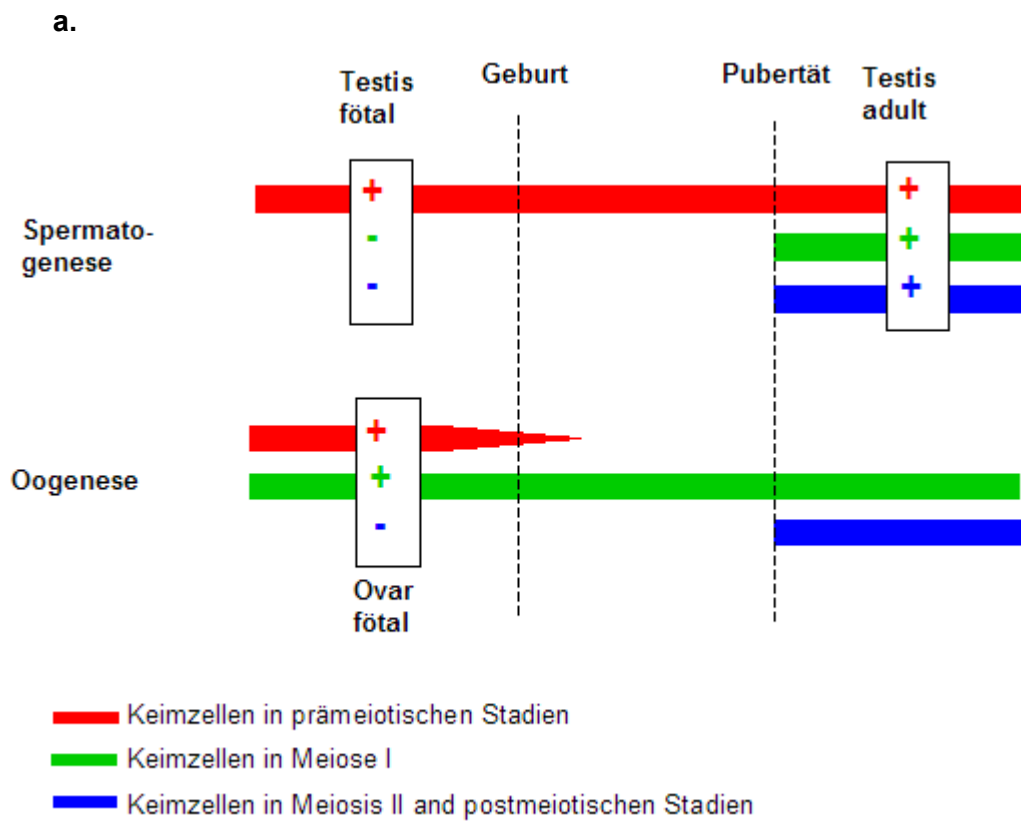 a.
Testis
fötal
Geburt
Pubertät
Testis
adult
Spermato-
genese
+
-
-
+
+
+
Oogenese
+
+
-
Ovar
fötal
Keimzellen in prämeiotischen Stadien
Keimzellen in Meiose I
Keimzellen in Meiosis II and postmeiotischen Stadien